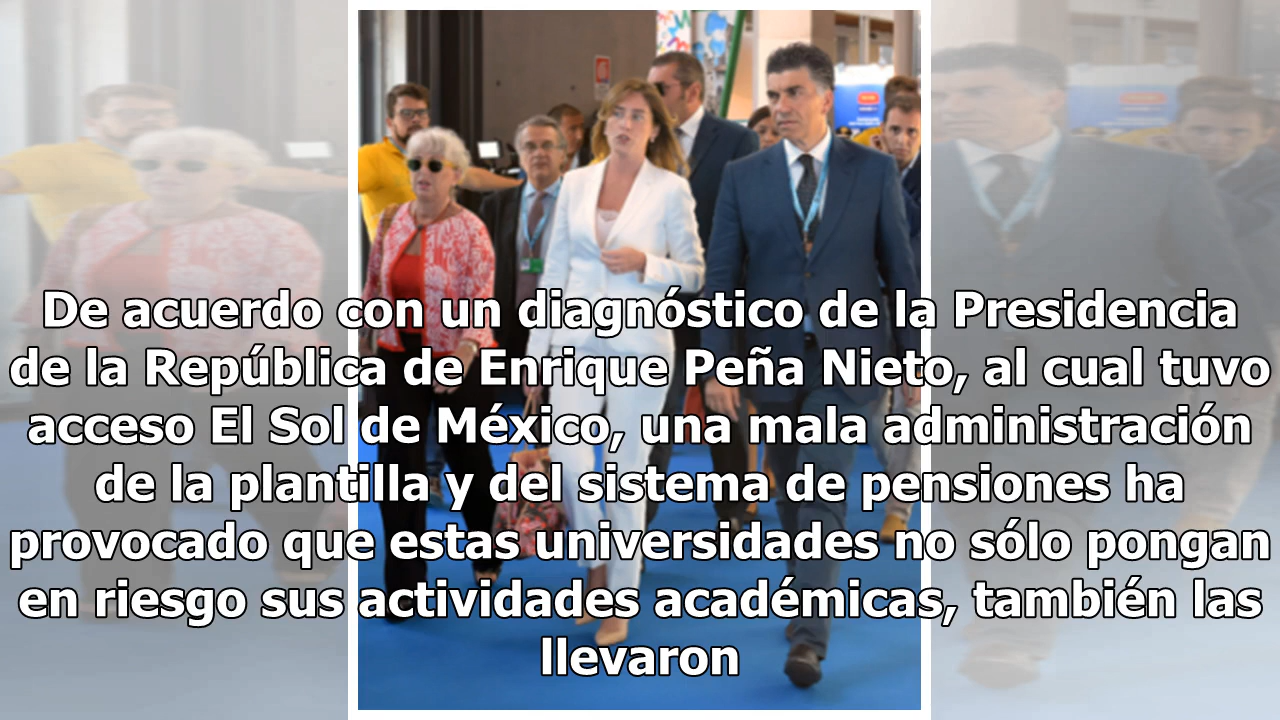 De acuerdo con un diagnóstico de la Presidencia
de la República de Enrique Peña Nieto, al cual tuvo
acceso El Sol de México, una mala administración
de la plantilla y del sistema de pensiones ha
provocado que estas universidades no sólo pongan
en riesgo sus actividades académicas, también las
llevaron